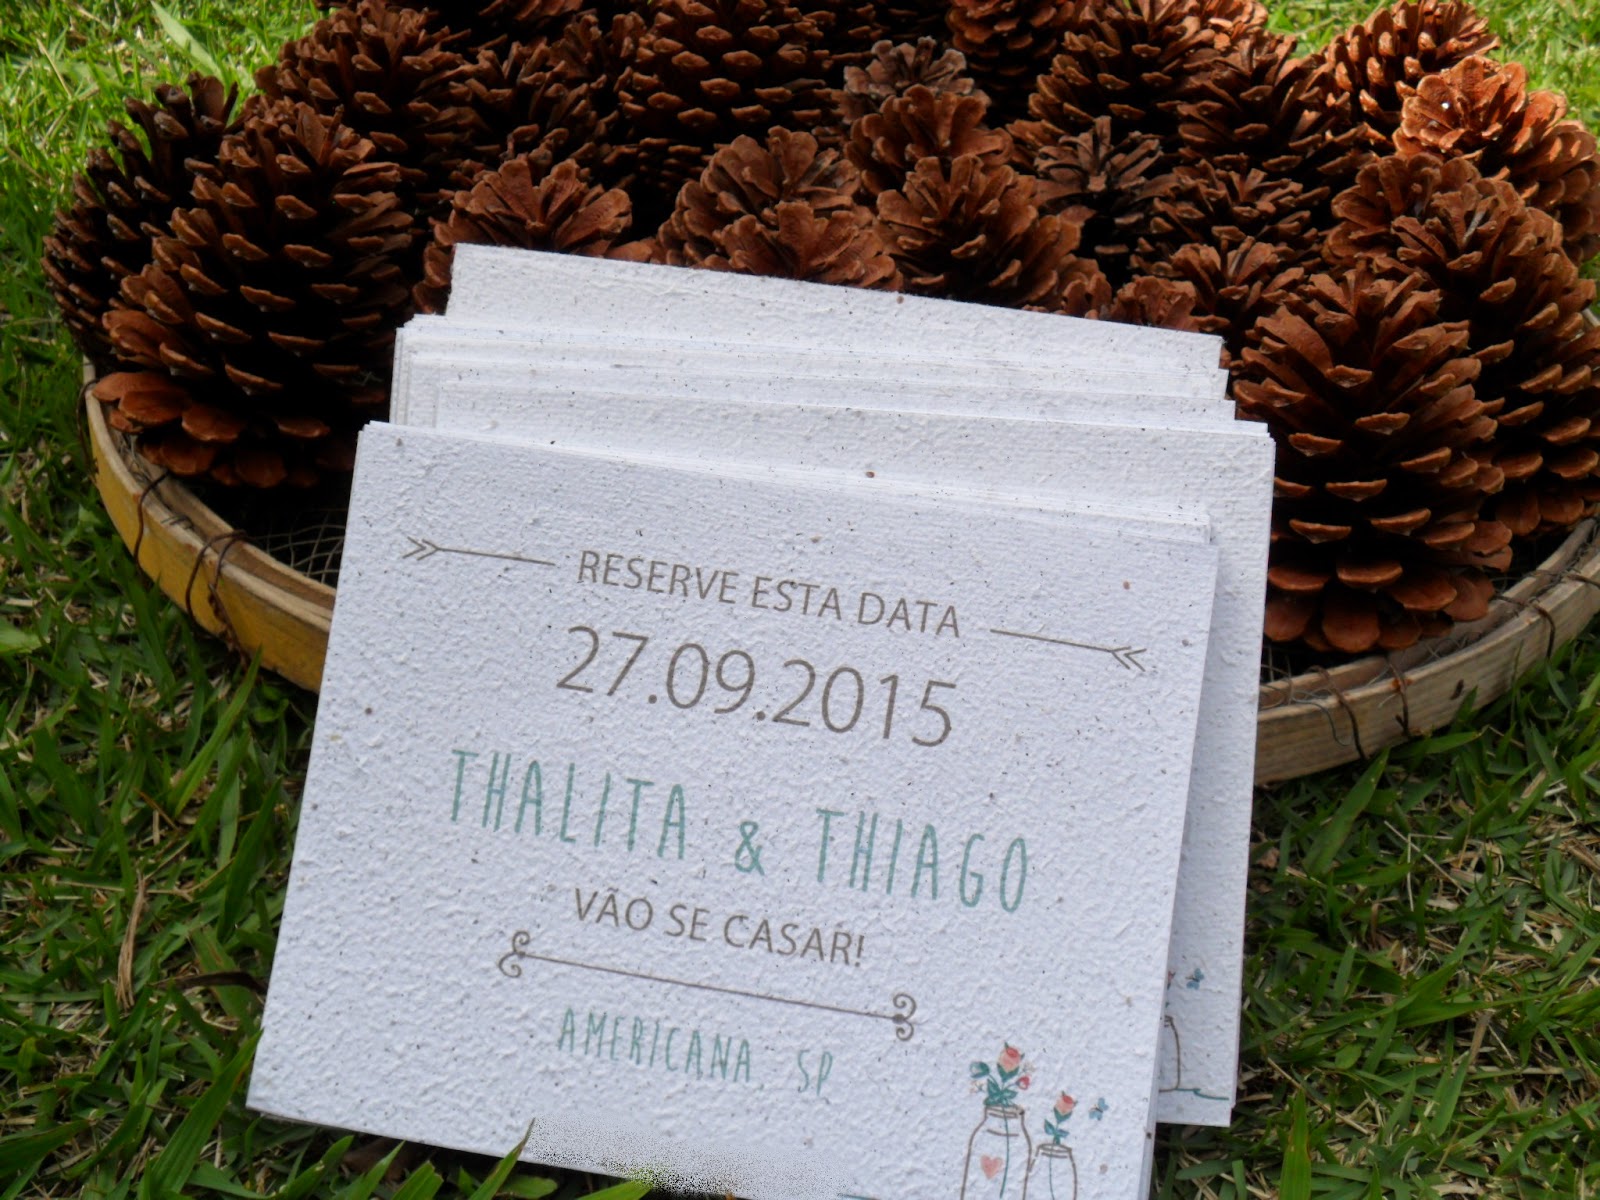 RESERVE ESTA DATA
27.09.2015
THALITA & THIAGO
VÃO SE CASAR!
AMERICANA, SP